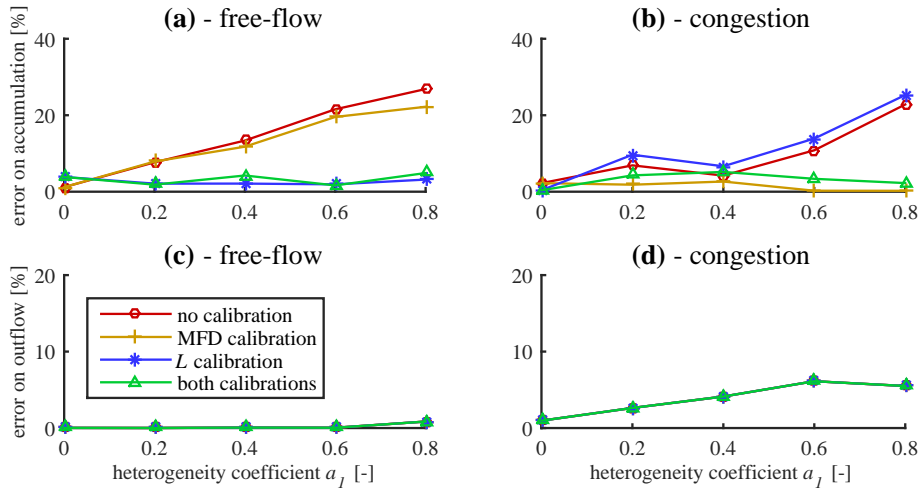 (a) - free-flow
(b) - congestion
error on accumulation [%]
40
20
0
0 0.2 0.4 0.6 0.8
40
20
0
0 0.2 0.4 0.6 0.8
(c) - free-flow
(d) - congestion
error on outflow [%]
20
10
0
no calibration
MFD calibration
L calibration
both calibrations
0 0.2 0.4 0.6 0.8
heterogeneity coefficient a1 [-]
20
10
0
0 0.2 0.4 0.6 0.8
heterogeneity coefficient a1 [-]